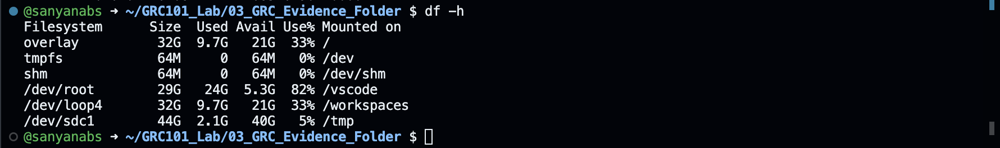 @sanyanabs → ~/GRC101_Lab/03_GRC_Evidence_Folder $ df -h
Filesystem      Size  Used Avail Use% Mounted on
overlay          32G  9.7G   21G  33% /
tmpfs            64M     0   64M   0% /dev
shm              64M     0   64M   0% /dev/shm
/dev/root        29G   24G  5.3G  82% /vscode
/dev/loop4       32G  9.7G   21G  33% /workspaces
/dev/sdc1        44G  2.1G   40G   5% /tmp
@sanyanabs → ~/GRC101_Lab/03_GRC_Evidence_Folder $